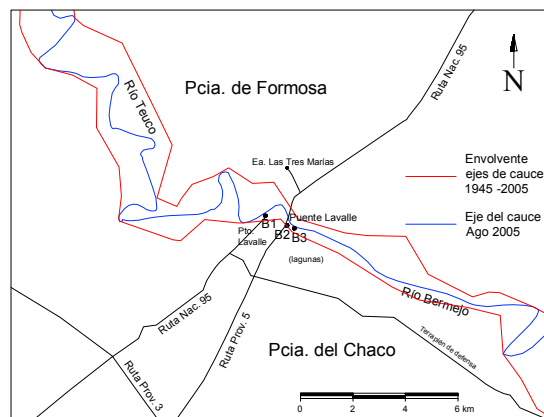 Pcia. de Formosa
Río Teuco
Ruta Nac. 95
N
Ea. Las Tres Marías
Envolvente
ejes de cauce
1945 -2005
Eje del cauce
Ago 2005
B1
Puente Lavalle
B2
B3
Pto.
Lavalle
(lagunas)
Río Bermejo
Ruta Nac. 95
Ruta Prov. 5
Terraplén de defensa
Pcia. del Chaco
Ruta Prov. 3
0 2 4 6 km